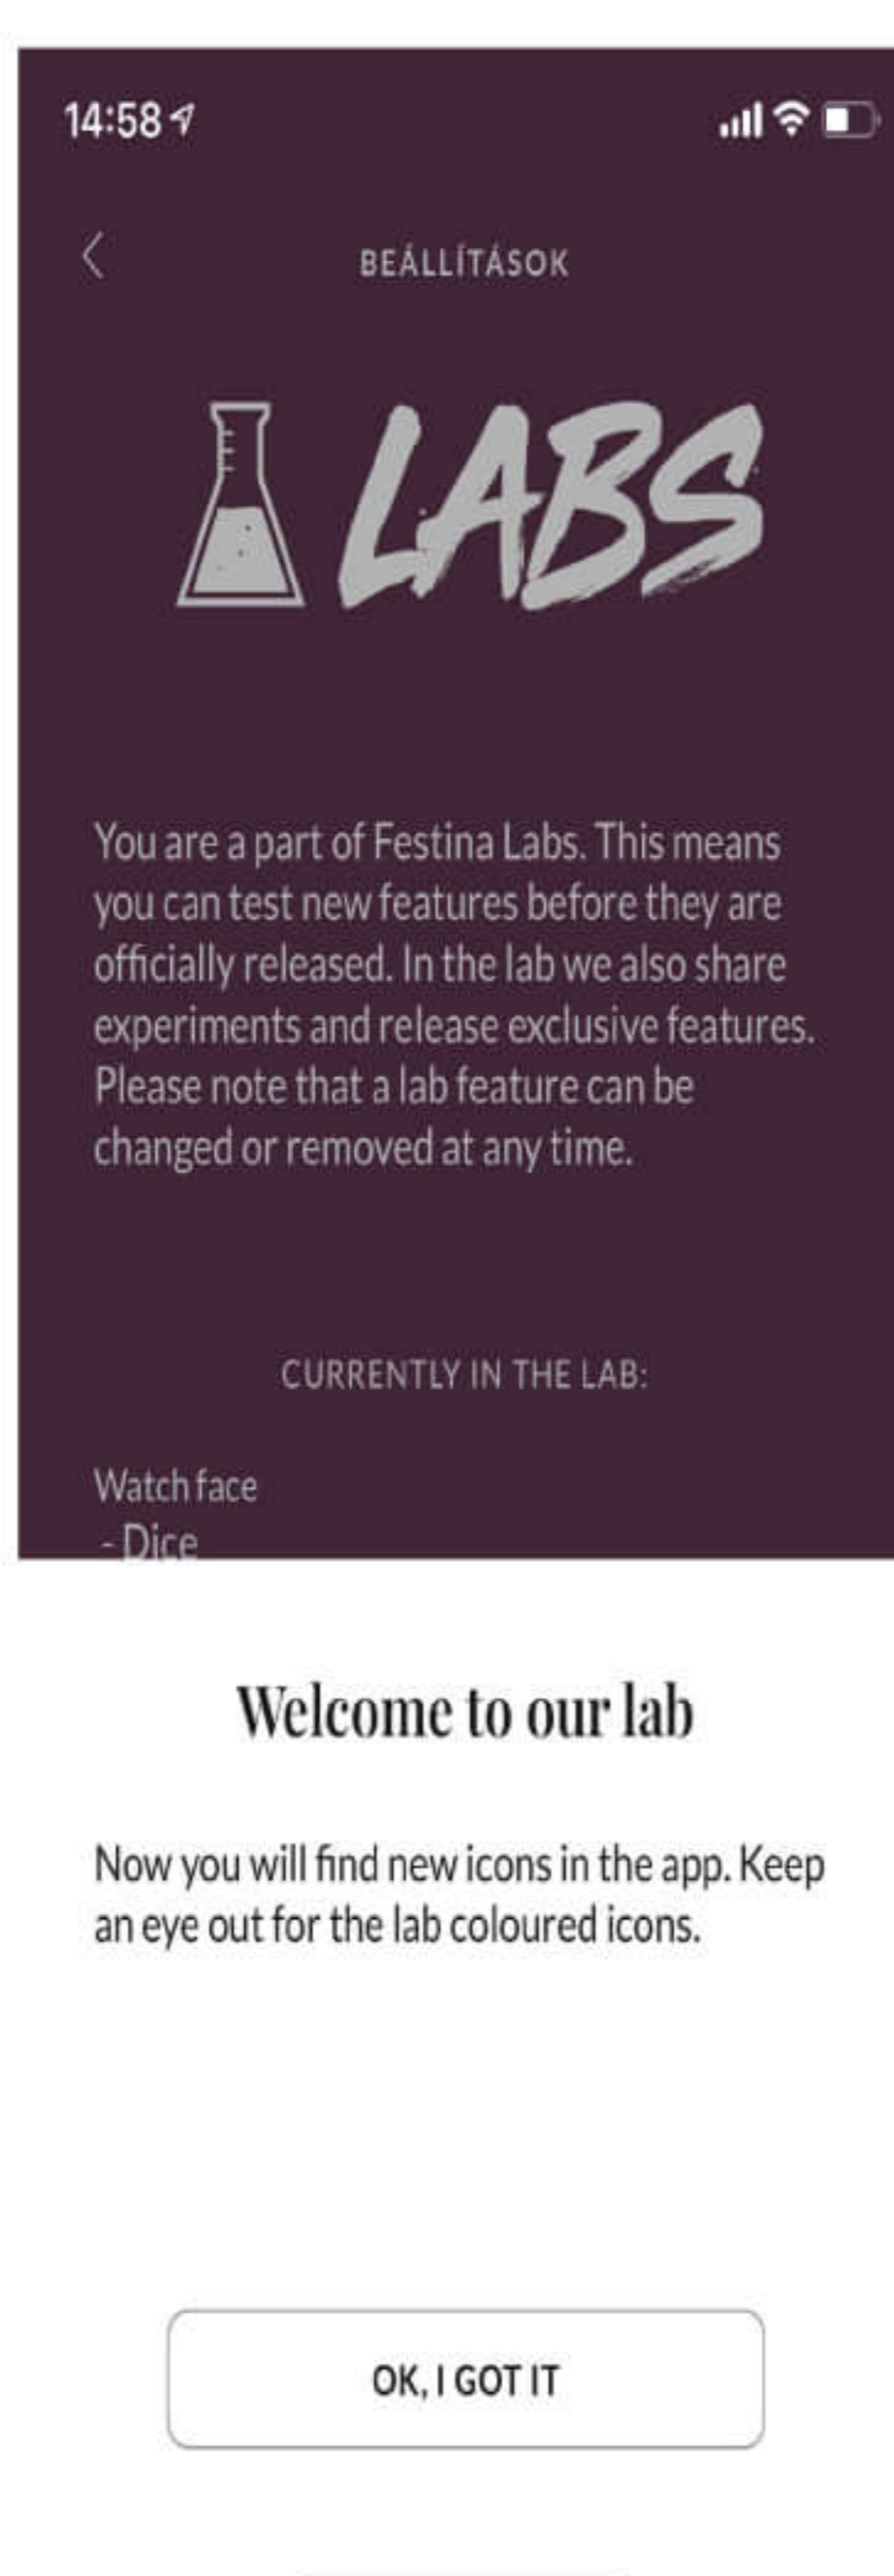 14:58
BEÁLLÍTÁSOK
LABS
You are a part of Festina Labs. This means
you can test new features before they are
officially released. In the lab we also share
experiments and release exclusive features.
Please note that a lab feature can be
changed or removed at any time.
CURRENTLY IN THE LAB:
Watch face
- Dice
Welcome to our lab
Now you will find new icons in the app. Keep
an eye out for the lab coloured icons.
OK, I GOT IT